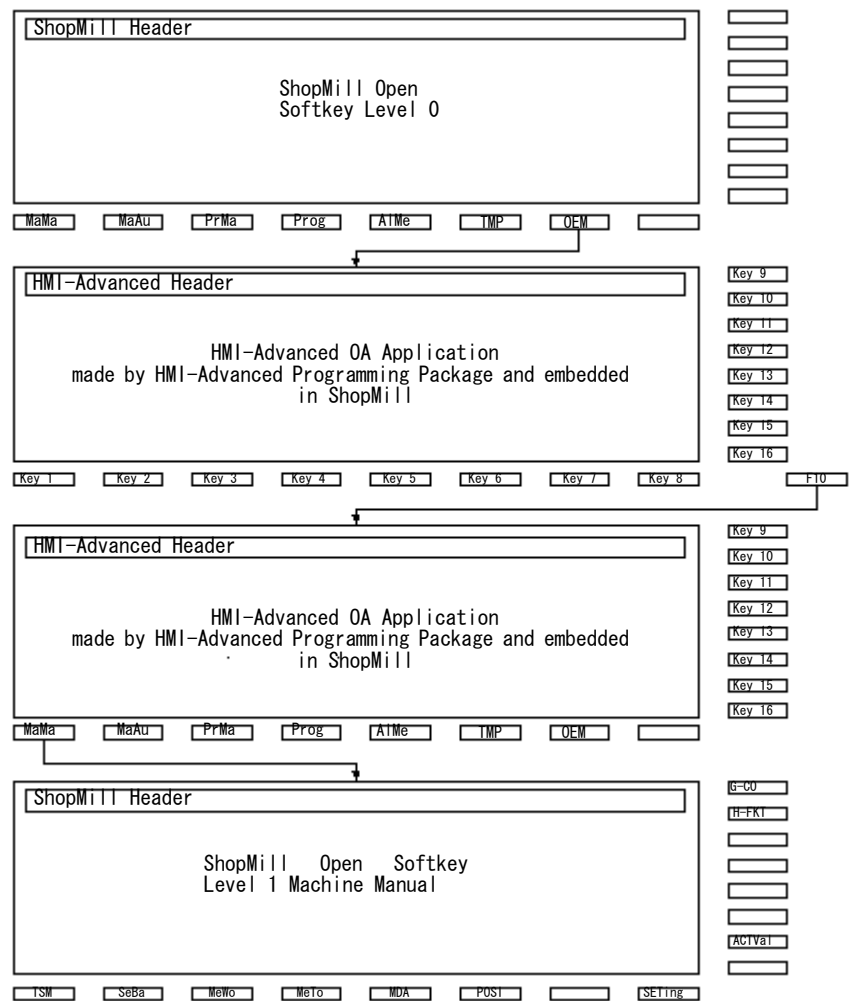 ShopMill Header
ShopMill Open
Softkey Level 0
MaMa MaAu PrMa Prog AlMe TMP OEM
HMI-Advanced Header
Key 9
Key 10
Key 11
HMI-Advanced OA Application
Key 12
made by HMI-Advanced Programming Package and embedded
Key 13
in ShopMill
Key 14
Key 15
Key 16
Key 1 Key 2 Key 3 Key 4 Key 5 Key 6 Key 7 Key 8 F10
Key 9
HMI-Advanced Header
Key 10
Key 11
HMI-Advanced OA Application
Key 12
made by HMI-Advanced Programming Package and embedded
Key 13
in ShopMill
Key 14
Key 15
Key 16
MaMa MaAu PrMa Prog AlMe TMP OEM
G-CO
ShopMill Header
H-FKT
ShopMill Open Softkey
Level 1 Machine Manual
ACTVal
TSM SeBa MeWo MeTo MDA POSI SETing